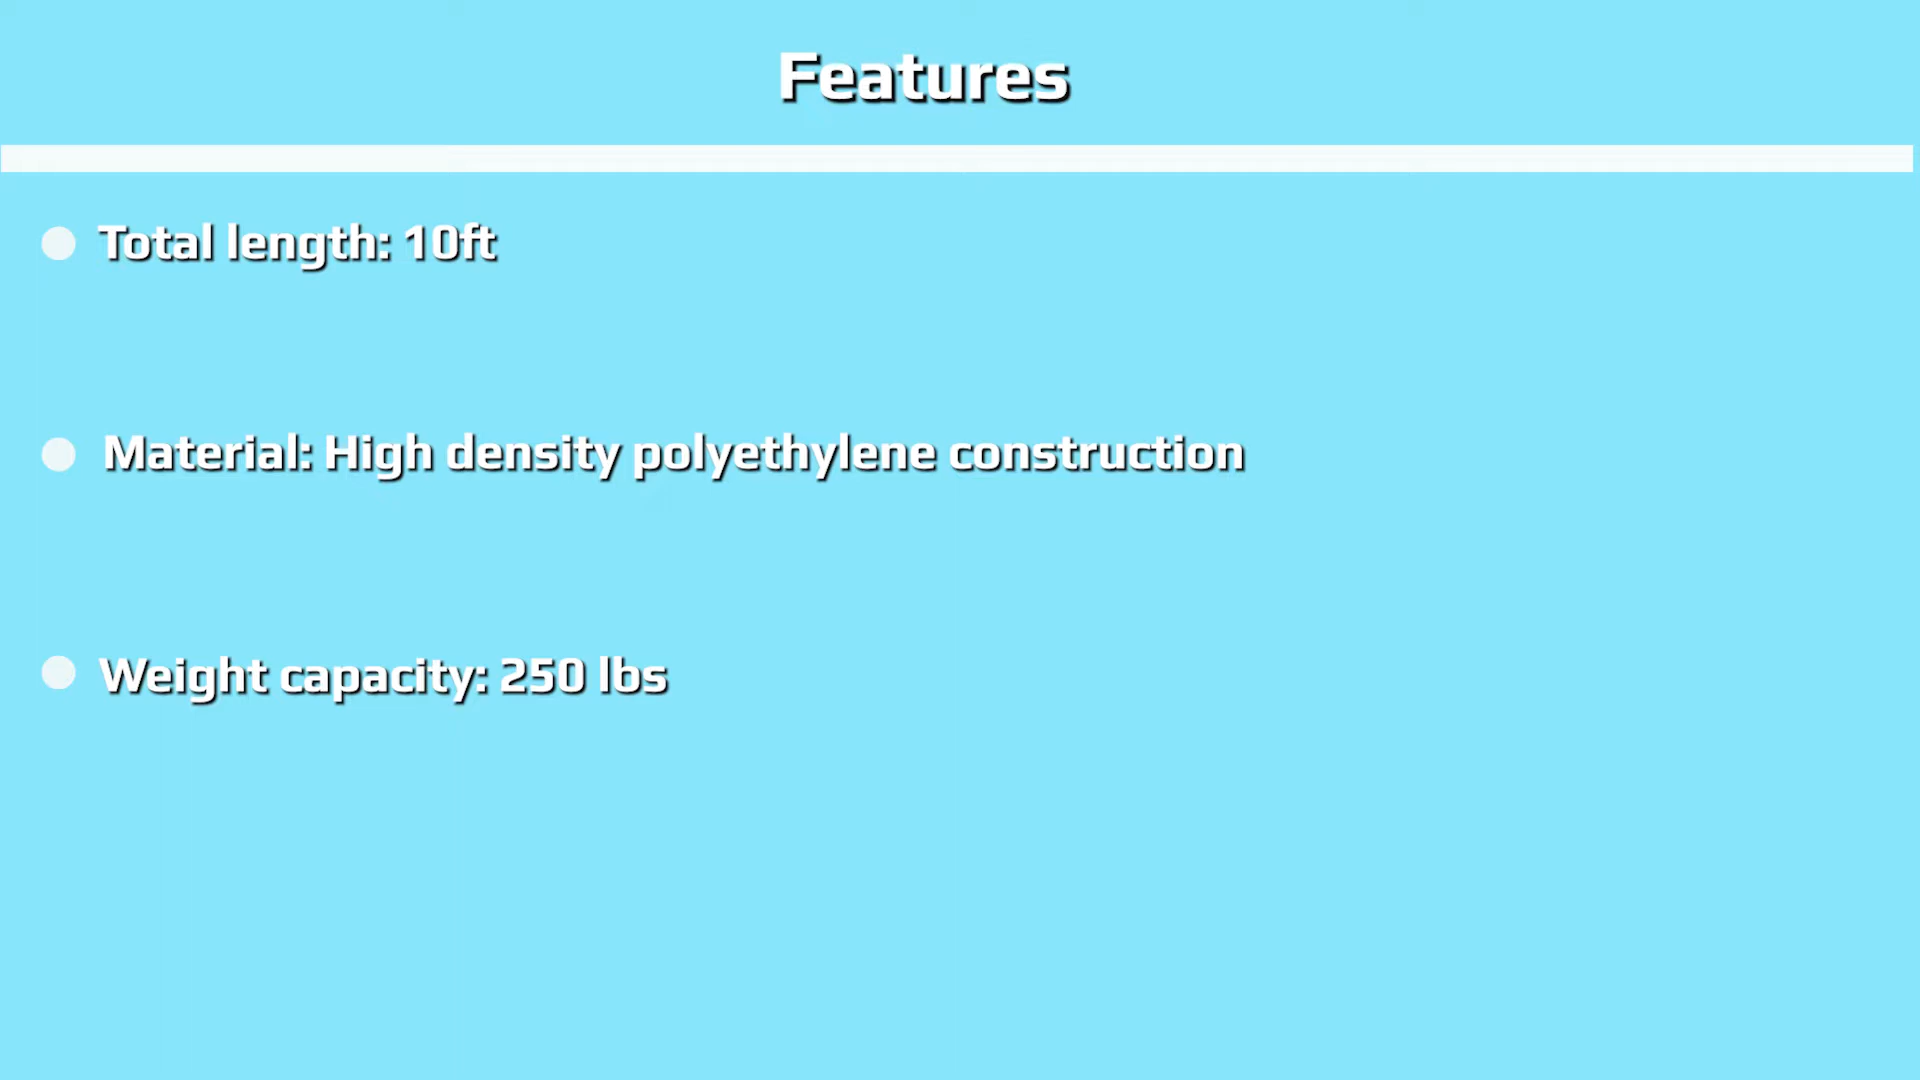 Features
Total length: 10ft
Material: High density polyethylene construction
Weight capacity: 250 lbs